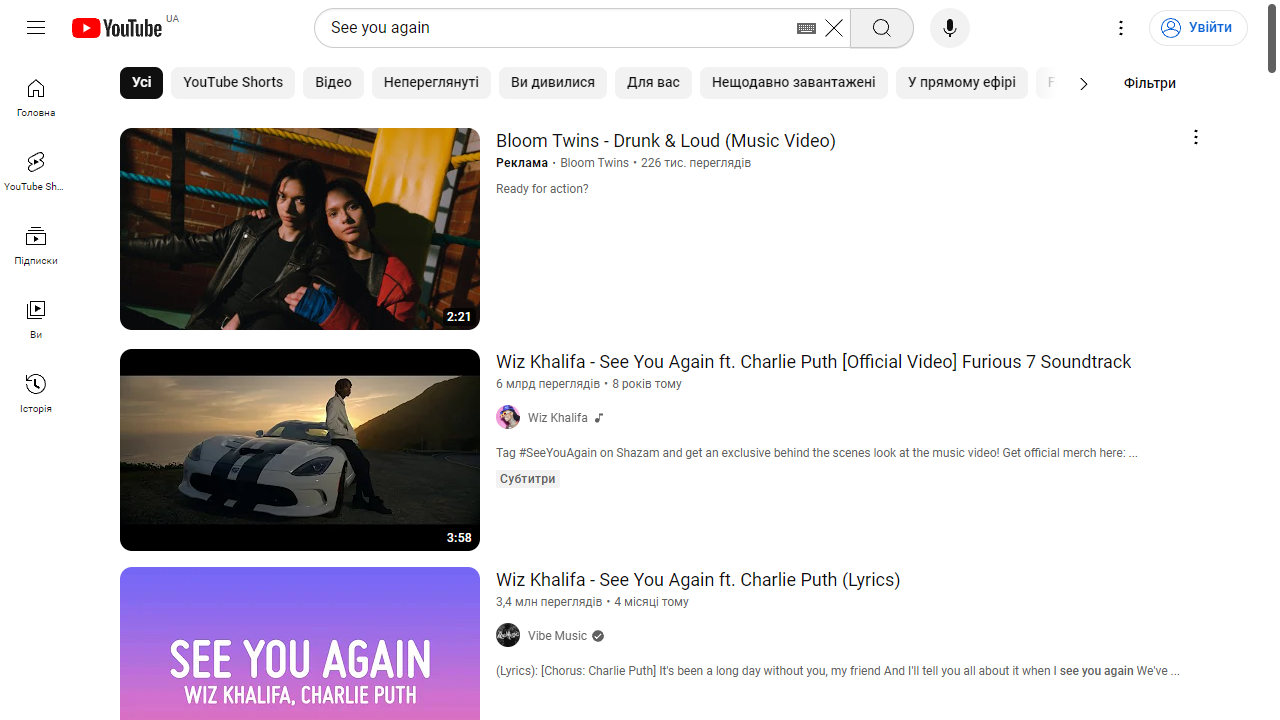 YouTube UA
See you again
Увійти
Усі
YouTube Shorts
Відео
Непереглянуті
Ви дивилися
Для вас
Нещодавно завантажені
У прямому ефірі
Фільтри
Головна
YouTube Sh...
Підписки
Ви
Історія
2:21
Bloom Twins - Drunk & Loud (Music Video)
Реклама · Bloom Twins • 226 тис. переглядів
Ready for action?
3:58
Wiz Khalifa - See You Again ft. Charlie Puth [Official Video] Furious 7 Soundtrack
6 млрд переглядів • 8 років тому
Wiz Khalifa
Tag #SeeYouAgain on Shazam and get an exclusive behind the scenes look at the music video! Get official merch here: ...
Субтитри
SEE YOU AGAIN
WIZ KHALIFA, CHARLIE PUTH
Wiz Khalifa - See You Again ft. Charlie Puth (Lyrics)
3,4 млн переглядів • 4 місяці тому
Vibe Music
(Lyrics): [Chorus: Charlie Puth] It's been a long day without you, my friend And I'll tell you all about it when I see you again We've ...